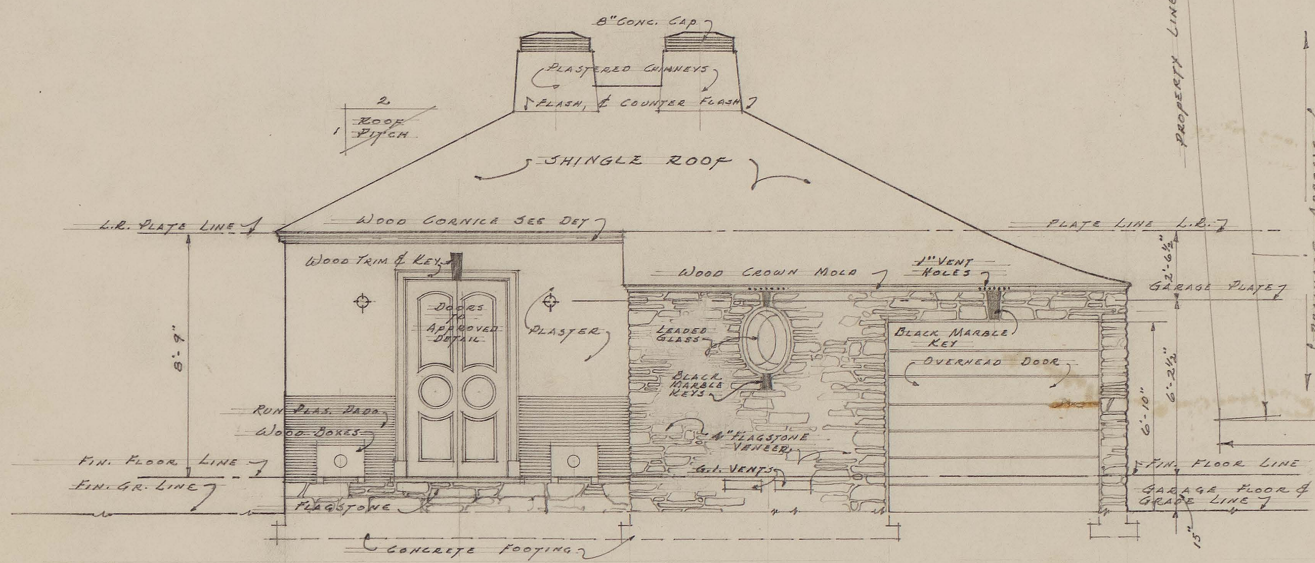 8" CONC. CAP
PROPERTY LINE
PLASTERED CHIMNEYS
FLASH, & COUNTER FLASH
2
1
ROOF
PITCH
SHINGLE ROOF
L.R. PLATE LINE
WOOD CORNICE SEE DET
PLATE LINE L.R.
WOOD TRIM & KEY
WOOD CROWN MOLD
1" VENT
HOLES
2'-6½"
GARAGE PLATE
DOORS
TO
APPROVED
DETAIL
PLASTER
LEADED
GLASS
BLACK MARBLE
KEY
OVERHEAD DOOR
8'-9"
BLACK
MARBLE
KEYS
6'-10"
6'-2½"
RUN PLAS. DADO
WOOD BOXES
4" FLAGSTONE
VENEER
G.I. VENTS
FIN. FLOOR LINE
FIN. GR. LINE
FIN. FLOOR LINE
GARAGE FLOOR &
GRADE LINE
FLAGSTONE
15"
CONCRETE FOOTING